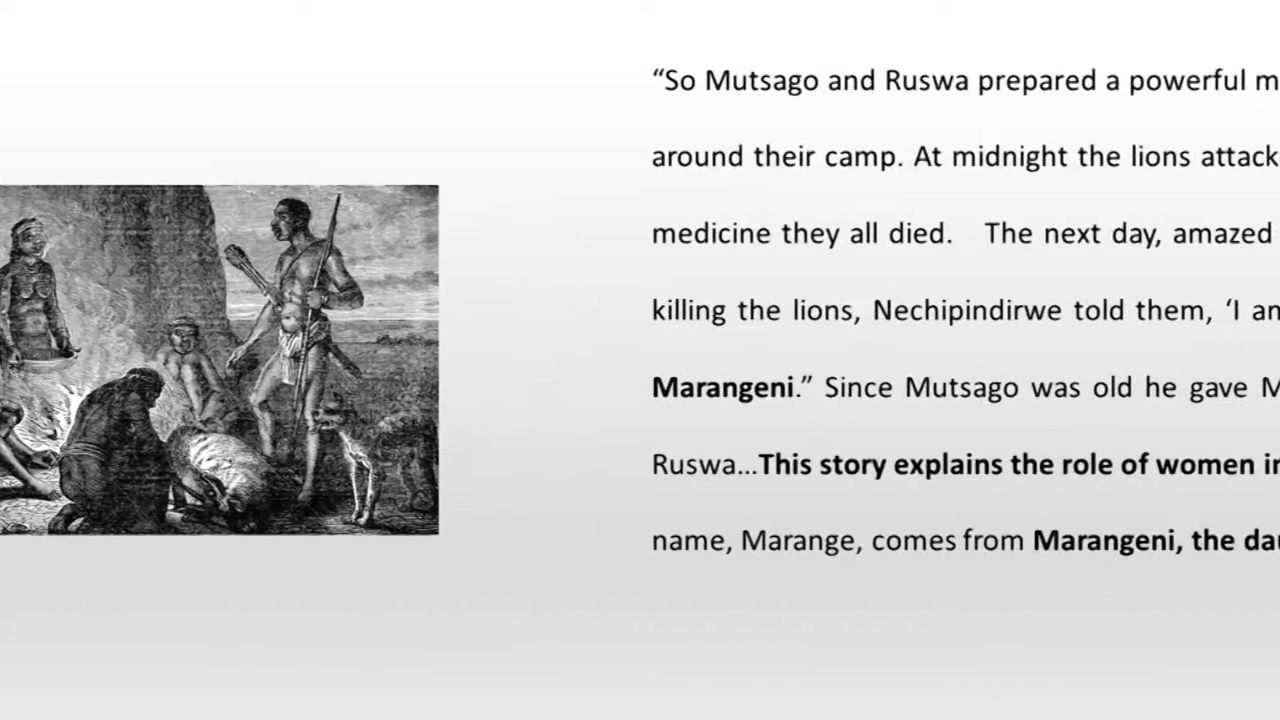 “So Mutsago and Ruswa prepared a powerful
around their camp. At midnight the lions
medicine they all died. The next day, amazed
killing the lions, Nechipindirwe told them, ‘I
Marangeni.” Since Mutsago was old he gave
Ruswa...This story explains the role of women
name, Marange, comes from Marangeni, the